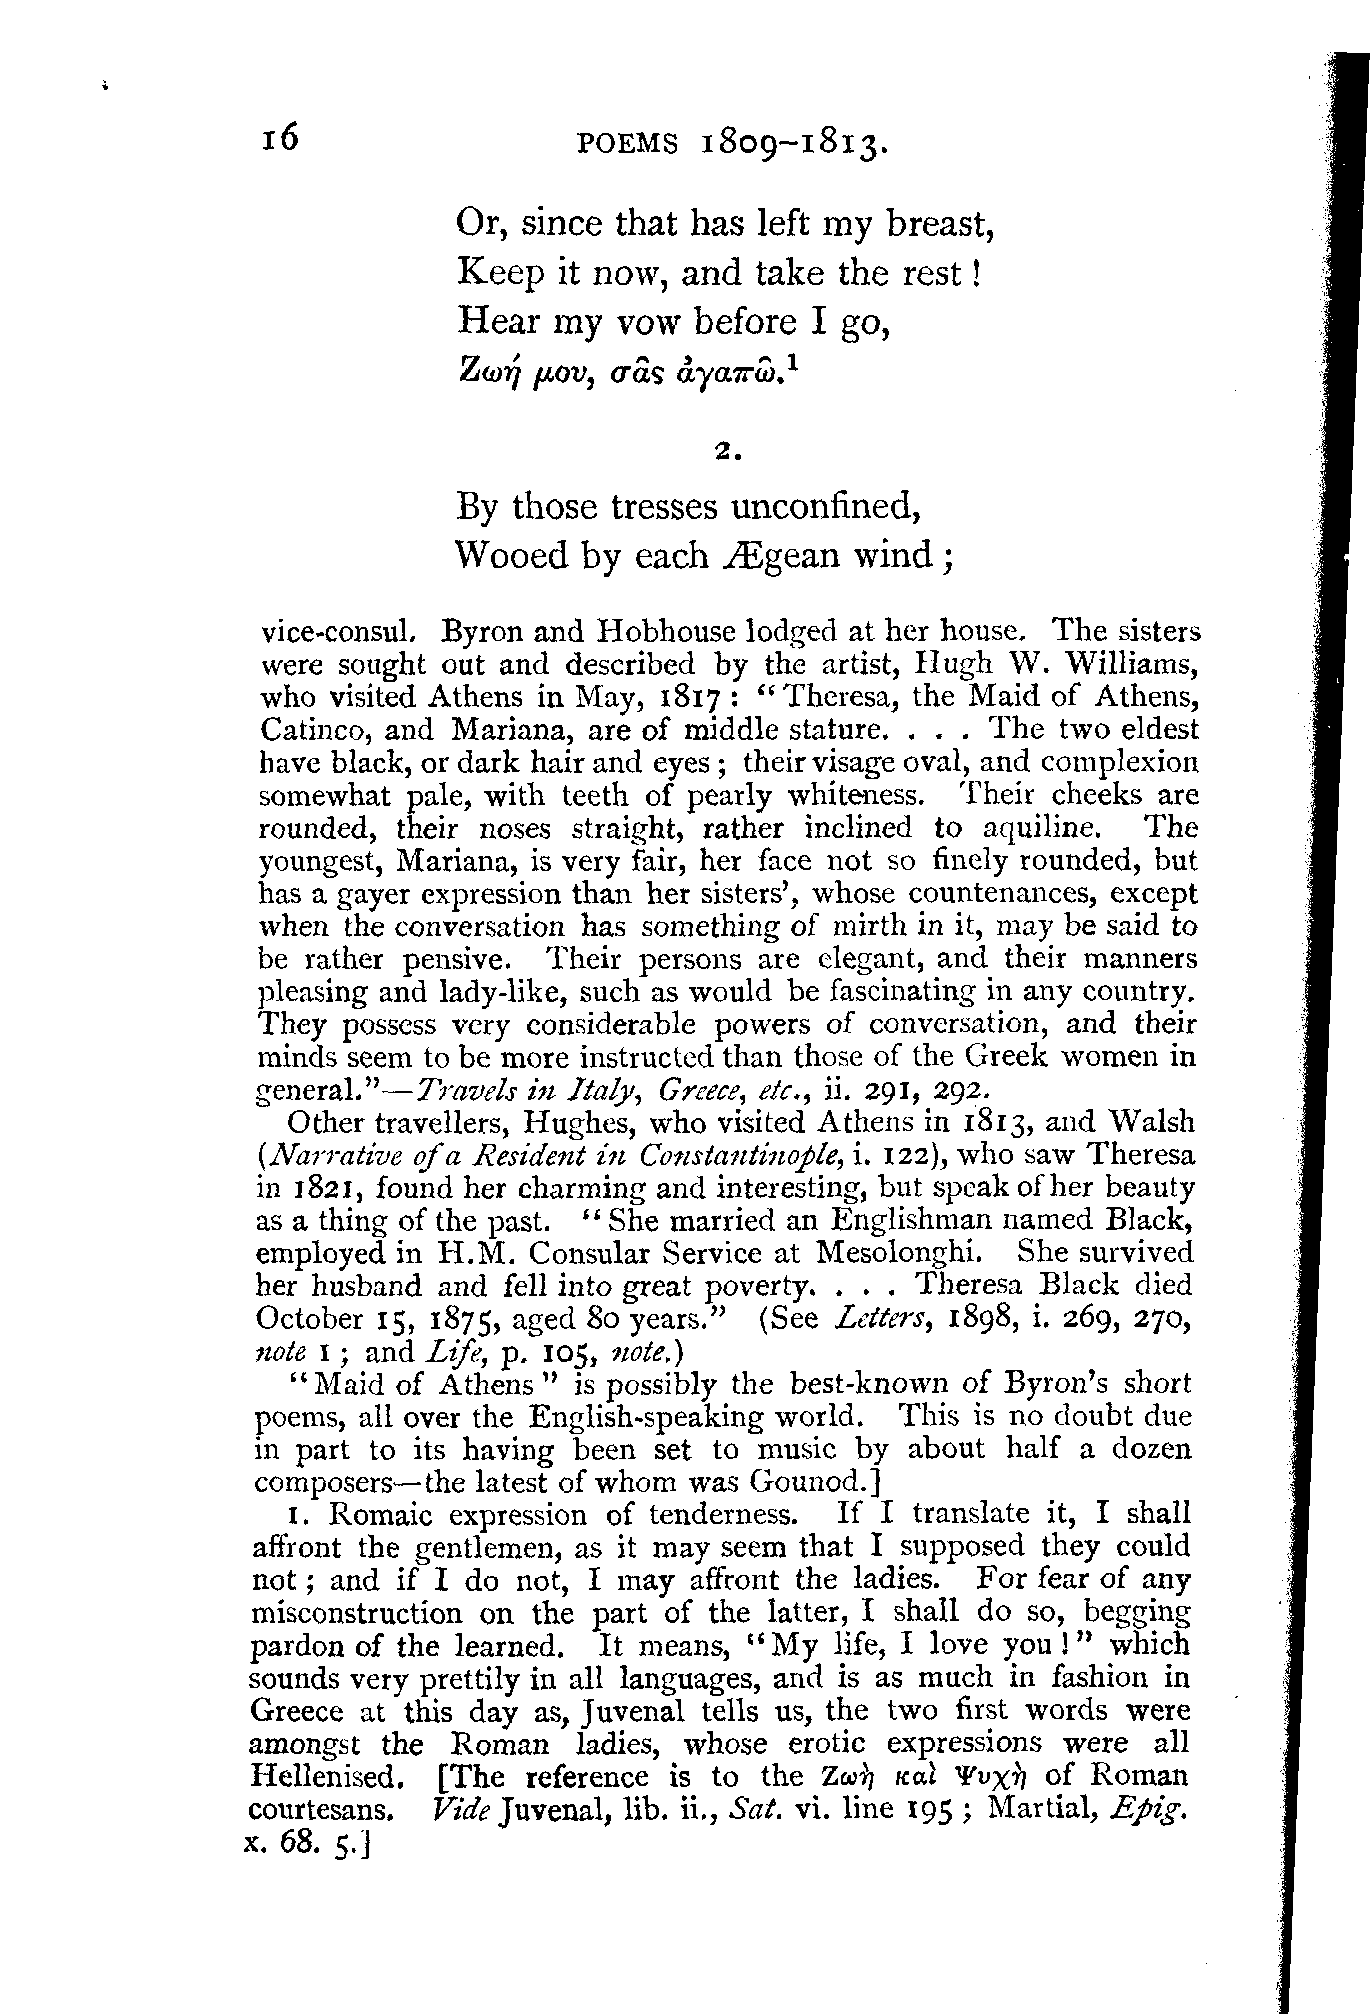 16 POEMS 1809–1813.
Or, since that has left my breast,
Keep it now, and take the rest!
Hear my vow before I go,
Ζωή μου, σᾶς ἀγαπῶ.¹
2.
By those tresses unconfined,
Wooed by each Ægean wind;
vice-consul. Byron and Hobhouse lodged at her house. The sisters
were sought out and described by the artist, Hugh W. Williams,
who visited Athens in May, 1817: "Theresa, the Maid of Athens,
Catinco, and Mariana, are of middle stature. . . . The two eldest
have black, or dark hair and eyes; their visage oval, and complexion
somewhat pale, with teeth of pearly whiteness. Their cheeks are
rounded, their noses straight, rather inclined to aquiline. The
youngest, Mariana, is very fair, her face not so finely rounded, but
has a gayer expression than her sisters', whose countenances, except
when the conversation has something of mirth in it, may be said to
be rather pensive. Their persons are elegant, and their manners
pleasing and lady-like, such as would be fascinating in any country.
They possess very considerable powers of conversation, and their
minds seem to be more instructed than those of the Greek women in
general."—Travels in Italy, Greece, etc., ii. 291, 292.
Other travellers, Hughes, who visited Athens in 1813, and Walsh
(Narrative of a Resident in Constantinople, i. 122), who saw Theresa
in 1821, found her charming and interesting, but speak of her beauty
as a thing of the past. "She married an Englishman named Black,
employed in H.M. Consular Service at Mesolonghi. She survived
her husband and fell into great poverty. . . . Theresa Black died
October 15, 1875, aged 80 years." (See Letters, 1898, i. 269, 270,
note 1; and Life, p. 105, note.)
"Maid of Athens" is possibly the best-known of Byron's short
poems, all over the English-speaking world. This is no doubt due
in part to its having been set to music by about half a dozen
composers—the latest of whom was Gounod.]
1. Romaic expression of tenderness. If I translate it, I shall
affront the gentlemen, as it may seem that I supposed they could
not; and if I do not, I may affront the ladies. For fear of any
misconstruction on the part of the latter, I shall do so, begging
pardon of the learned. It means, "My life, I love you!" which
sounds very prettily in all languages, and is as much in fashion in
Greece at this day as, Juvenal tells us, the two first words were
amongst the Roman ladies, whose erotic expressions were all
Hellenised. [The reference is to the Ζωὴ καὶ Ψυχὴ of Roman
courtesans. Vide Juvenal, lib. ii., Sat. vi. line 195; Martial, Epig.
x. 68. 5.]